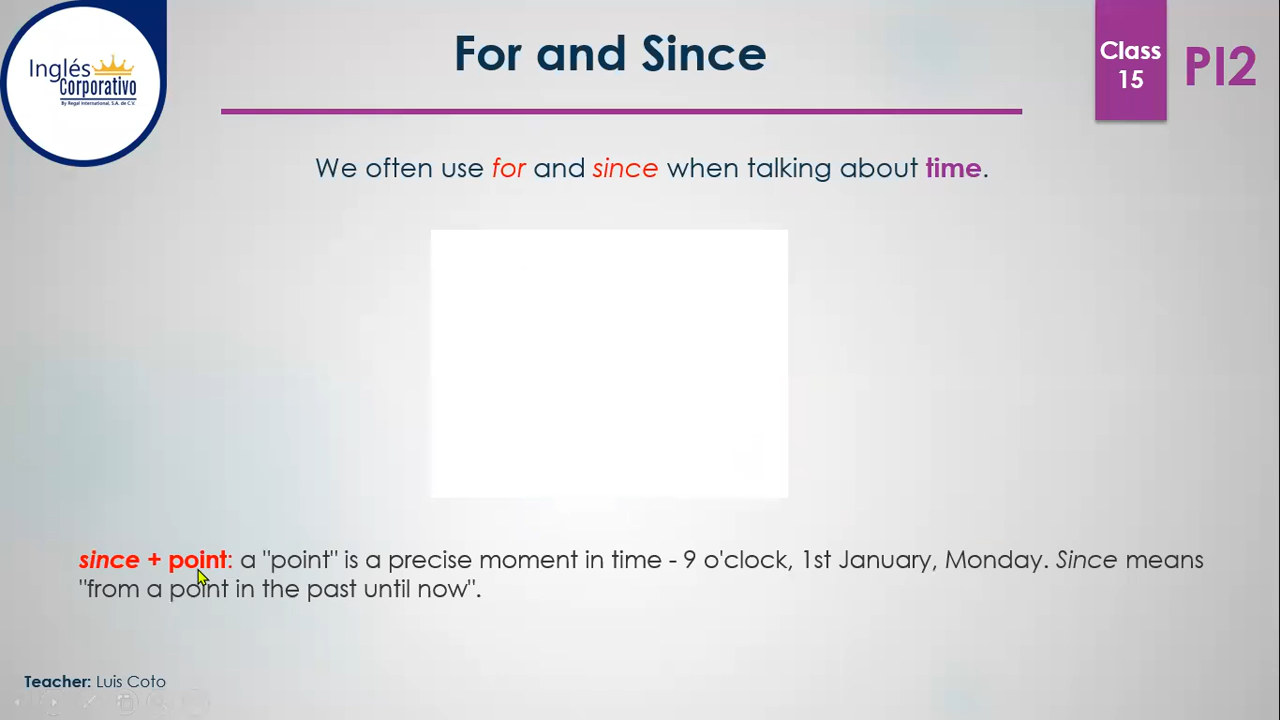 Inglés
Corporativo
By Regal International, S.A. de C.V.
For and Since
Class
15
PI2
We often use for and since when talking about time.
since + point: a "point" is a precise moment in time - 9 o'clock, 1st January, Monday. Since means
"from a point in the past until now".
Teacher: Luis Coto